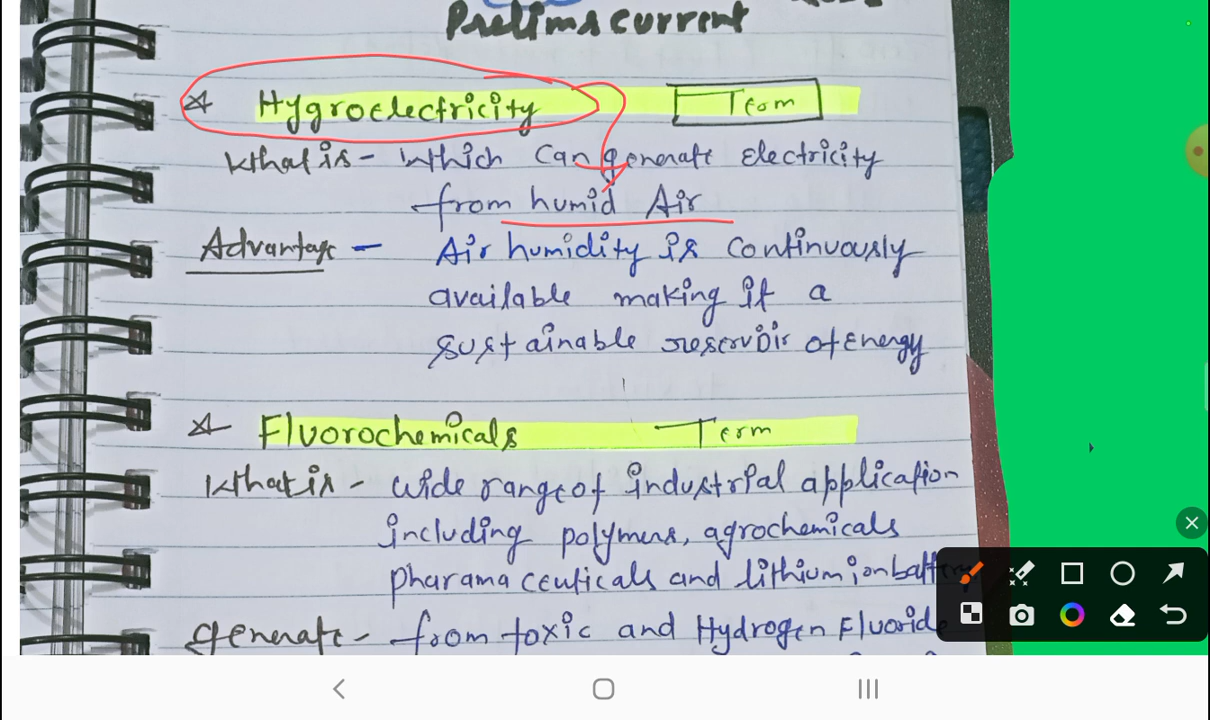 Prelims current
Hygroelectricity Term
What is - Which can generate electricity
from humid Air
Advantage - Air humidity is continuously
available making it a
sustainable reservoir of energy
Fluorochemicals Term
What is - wide range of industrial application
including polymers, agrochemicals
pharamaceuticals and lithium ion battery
generate - from toxic and Hydrogen Fluoride